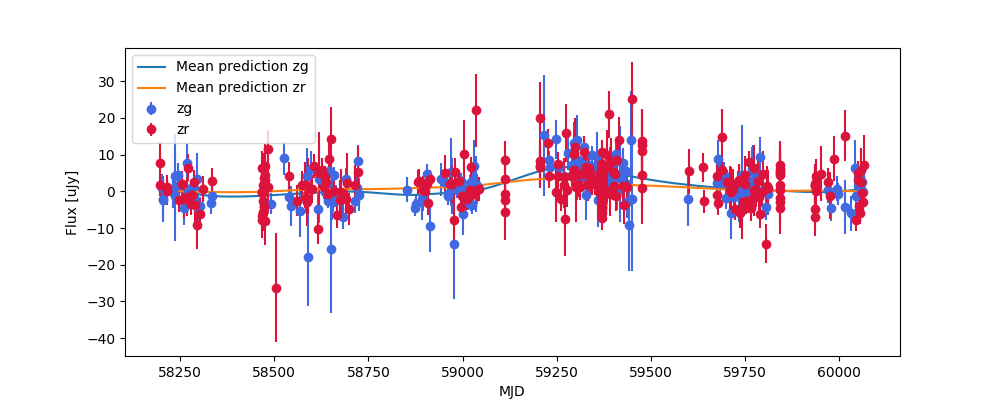 Mean prediction zg
Mean prediction zr
zg
zr
30
20
10
0
−10
−20
−30
−40
Flux [uJy]
58250 58500 58750 59000 59250 59500 59750 60000
MJD